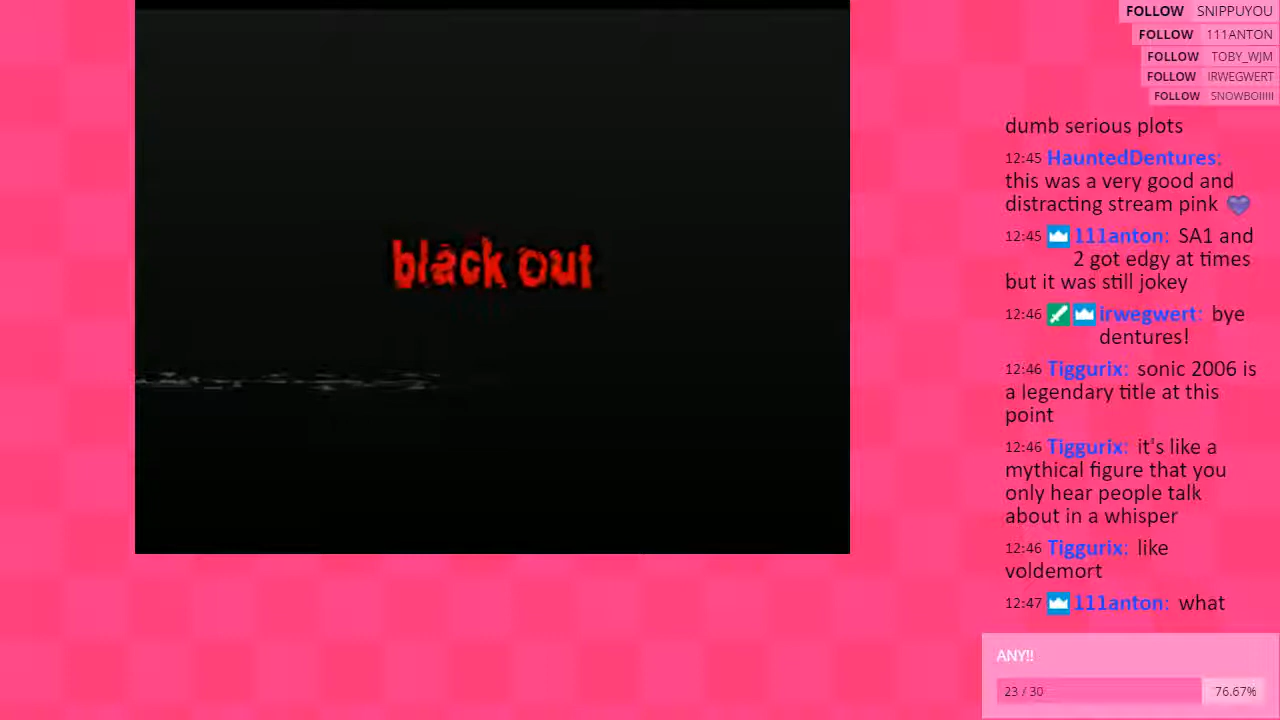 black out
FOLLOW SNIPPUYOU
FOLLOW 111ANTON
FOLLOW TOBY_WJM
FOLLOW IRWEGWERT
FOLLOW SNOWBOIIIII
dumb serious plots
12:45 HauntedDentures:
this was a very good and
distracting stream pink
12:45 111anton: SA1 and
2 got edgy at times
but it was still jokey
12:46 irwegwert: bye
dentures!
12:46 Tiggurix: sonic 2006 is
a legendary title at this
point
12:46 Tiggurix: it's like a
mythical figure that you
only hear people talk
about in a whisper
12:46 Tiggurix: like
voldemort
12:47 111anton: what
ANY!!
23 / 30 76.67%